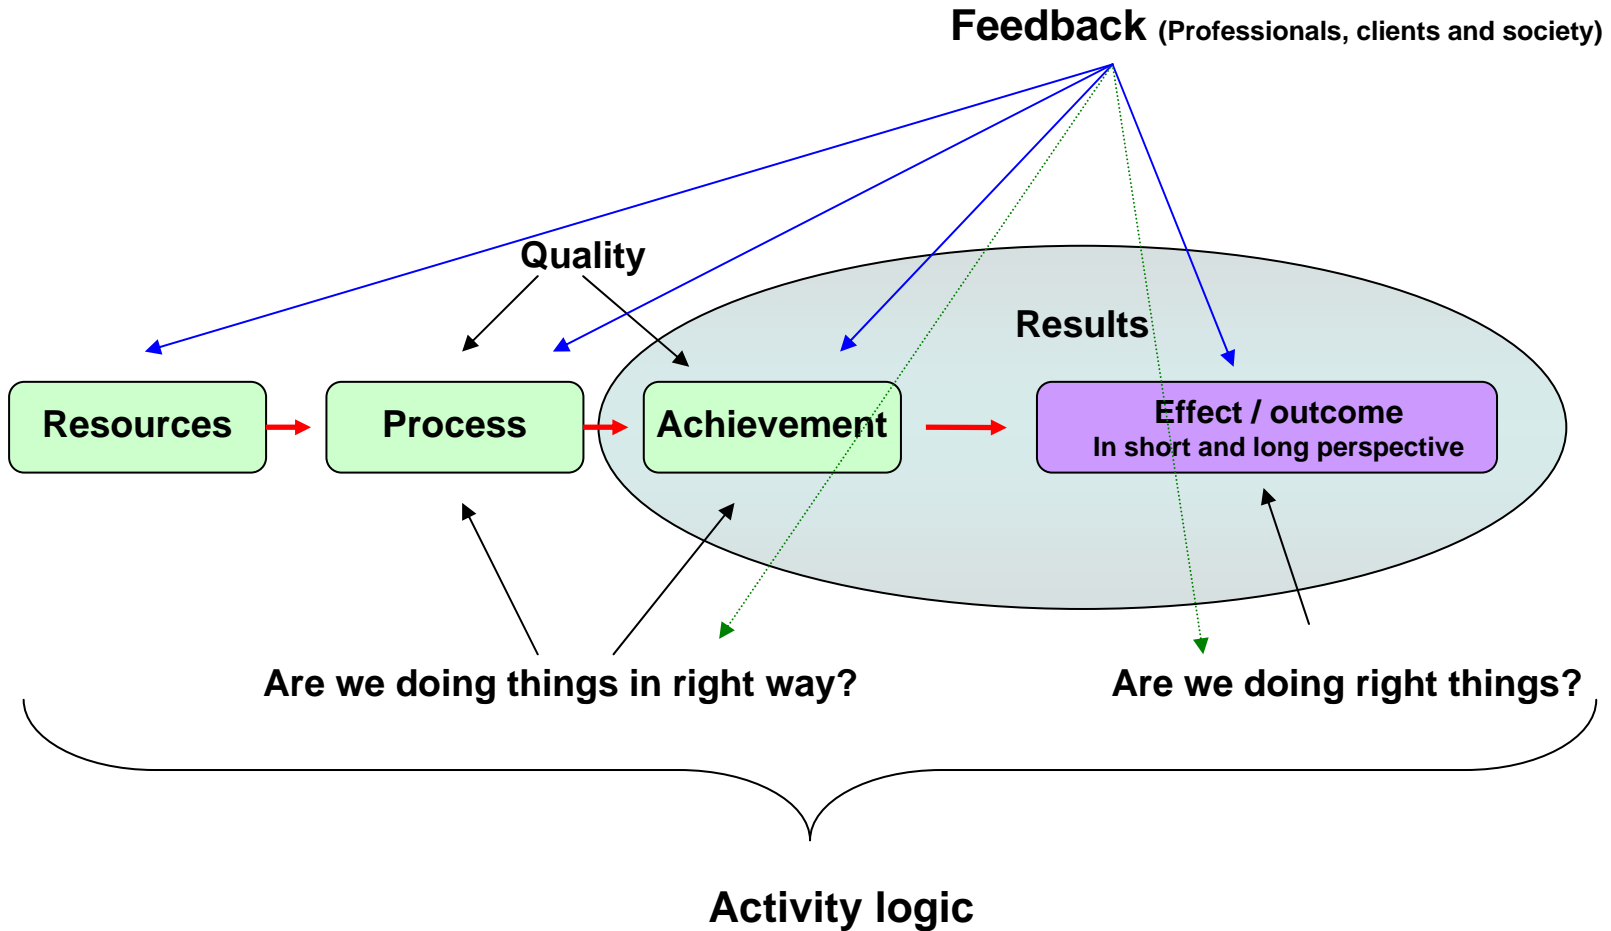 Feedback (Professionals, clients and society)
Quality
Results
Resources
Process
Achievement
Effect / outcome
In short and long perspective
Are we doing things in right way?
Are we doing right things?
Activity logic